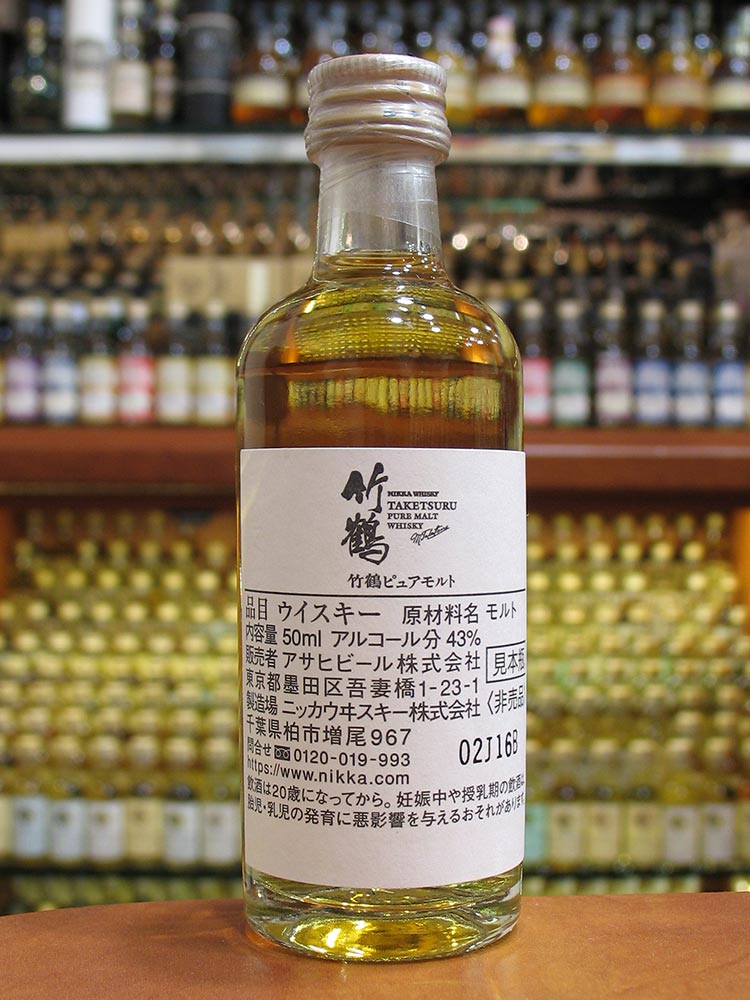 竹鶴
NIKKA WHISKY
TAKETSURU
PURE MALT
WHISKY
竹鶴ピュアモルト
品目 ウイスキー 原材料名 モルト
内容量 50ml アルコール分 43%
販売者 アサヒビール株式会社 見本瓶
東京都墨田区吾妻橋1-23-1
製造場 ニッカウヰスキー株式会社 〈非売品
千葉県柏市増尾967
問合せ 0120-019-993
02J16B
https://www.nikka.com
飲酒は20歳になってから。妊娠中や授乳期の飲酒は
胎児・乳児の発育に悪影響を与えるおそれがあります